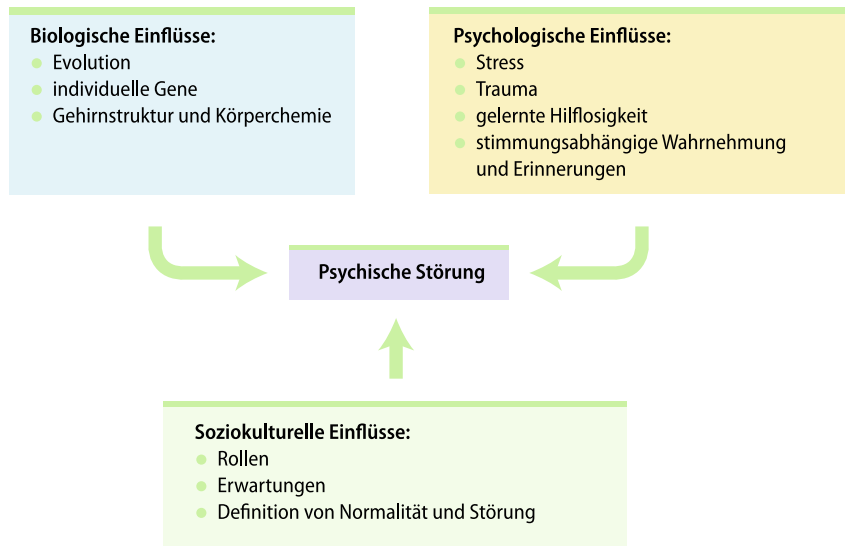 Biologische Einflüsse:
Evolution
individuelle Gene
Gehirnstruktur und Körperchemie
Psychologische Einflüsse:
Stress
Trauma
gelernte Hilflosigkeit
stimmungsabhängige Wahrnehmung
und Erinnerungen
Psychische Störung
Soziokulturelle Einflüsse:
Rollen
Erwartungen
Definition von Normalität und Störung